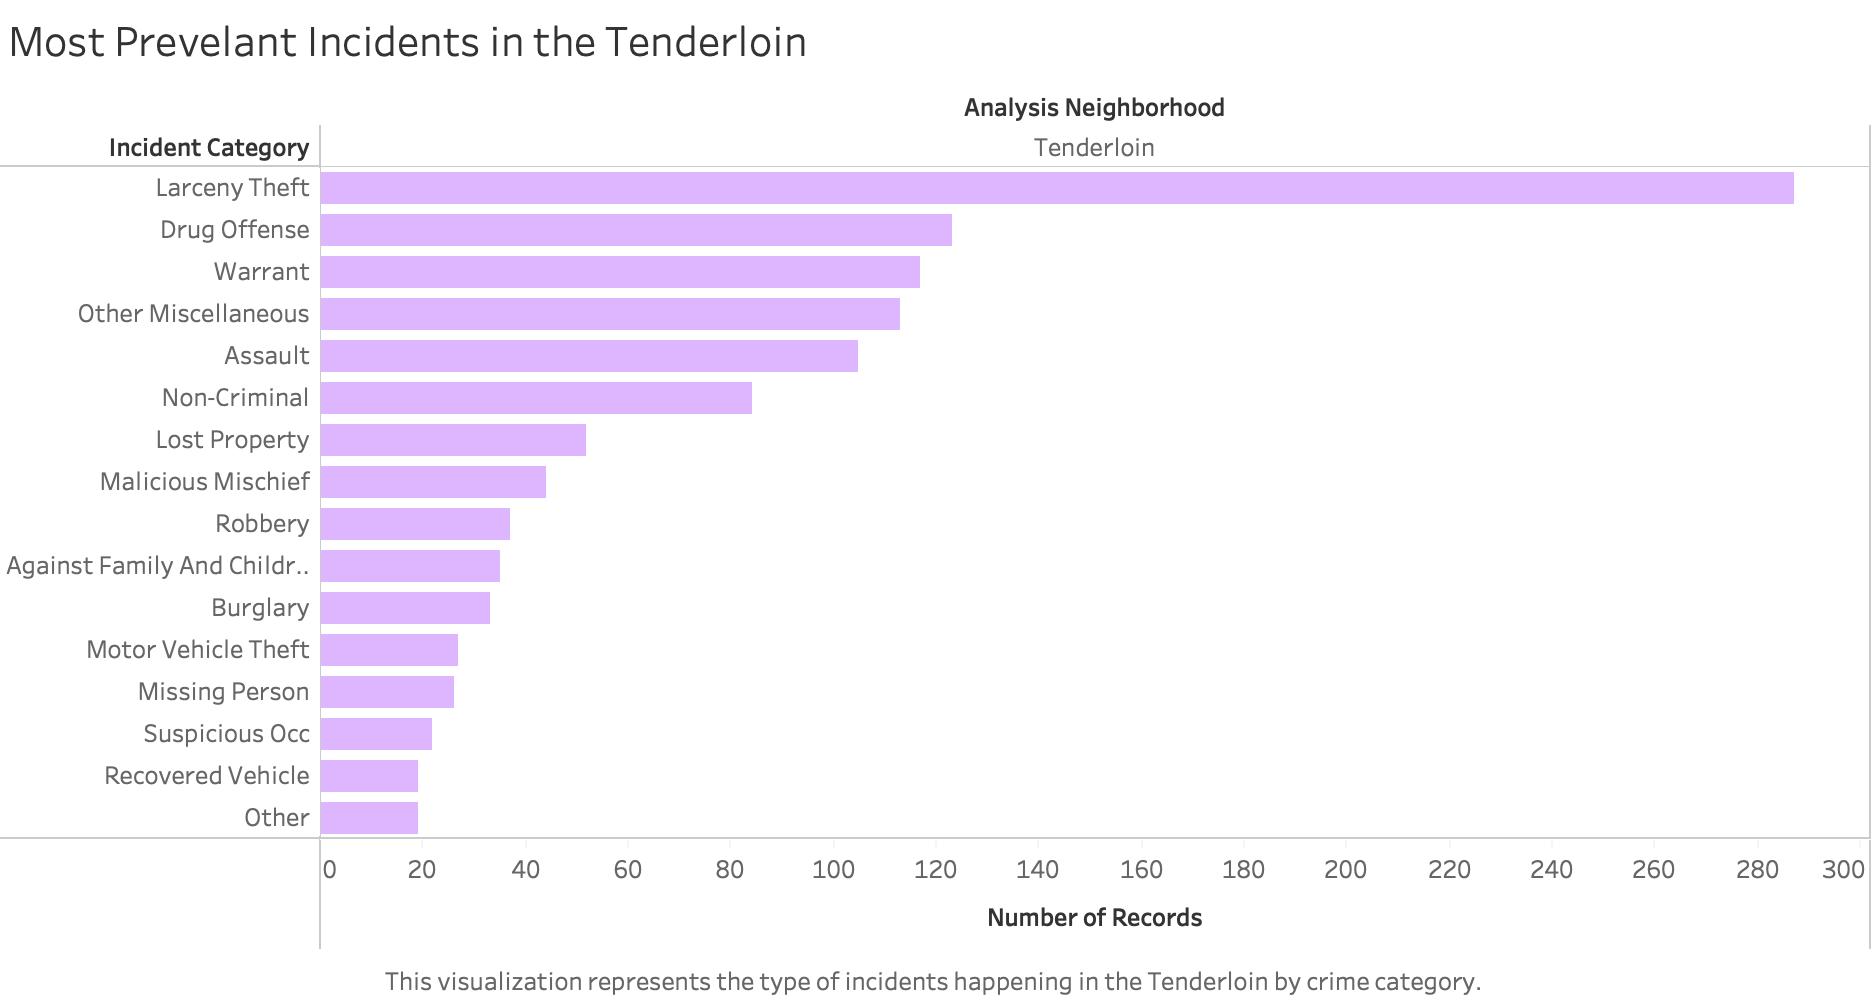 Most Prevelant Incidents in the Tenderloin
Analysis Neighborhood
Incident Category
Tenderloin
Larceny Theft
Drug Offense
Warrant
Other Miscellaneous
Assault
Non-Criminal
Lost Property
Malicious Mischief
Robbery
Against Family And Childr..
Burglary
Motor Vehicle Theft
Missing Person
Suspicious Occ
Recovered Vehicle
Other
0 20 40 60 80 100 120 140 160 180 200 220 240 260 280 300
Number of Records
This visualization represents the type of incidents happening in the Tenderloin by crime category.